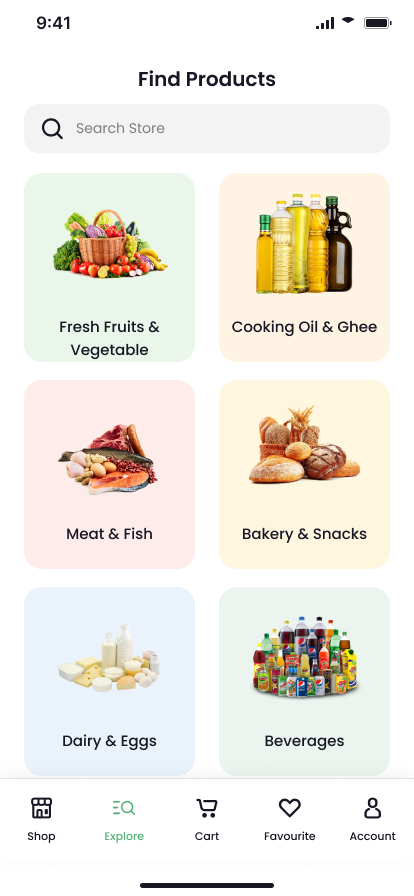 9:41
Find Products
Search Store
Fresh Fruits &
Vegetable
Cooking Oil & Ghee
Meat & Fish
Bakery & Snacks
Dairy & Eggs
Beverages
Shop
Explore
Cart
Favourite
Account